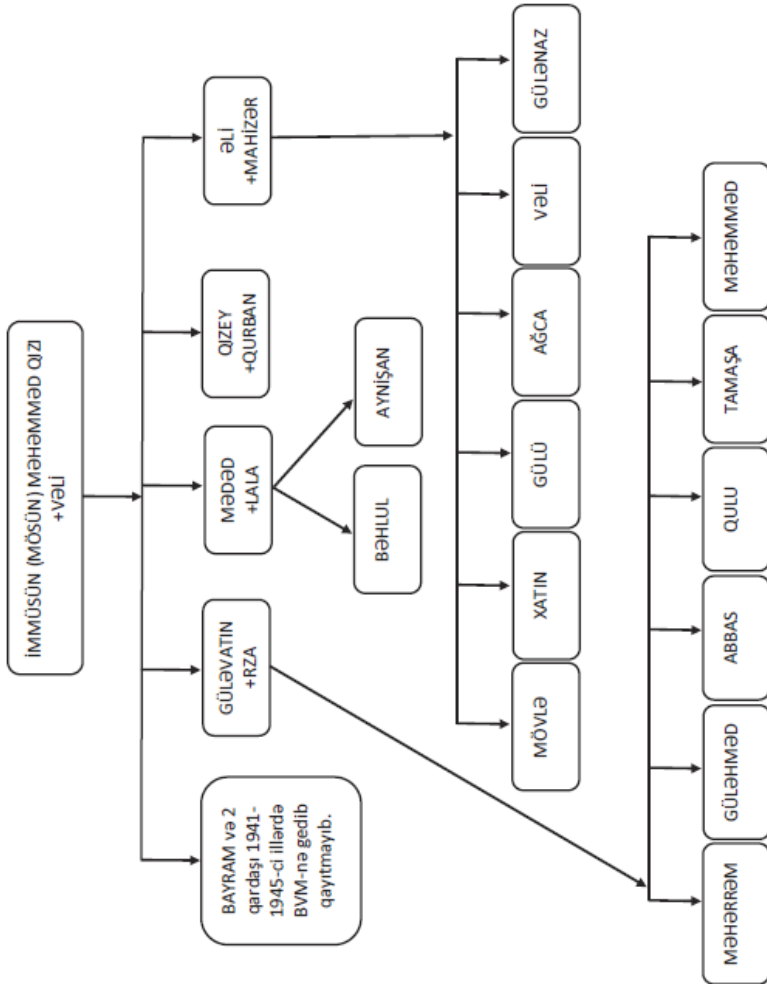 İMMÜSÜN (MÖSÜN) MƏHƏMMƏD QIZI
+VƏLİ
BAYRAM və 2
qardaşı 1941-
1945-ci illərdə
BVM-nə gedib
qayıtmayıb.
GÜLƏVATIN
+RZA
MƏDƏD
+LALA
QIZEY
+QURBAN
ƏLİ
+MAHİZƏR
BƏHLUL
AYNİŞAN
MÖVLƏ
XATIN
GÜLÜ
AĞCA
VƏLİ
GÜLƏNAZ
MƏHƏRRƏM
GÜLƏHMƏD
ABBAS
QULU
TAMAŞA
MƏHƏMMƏD